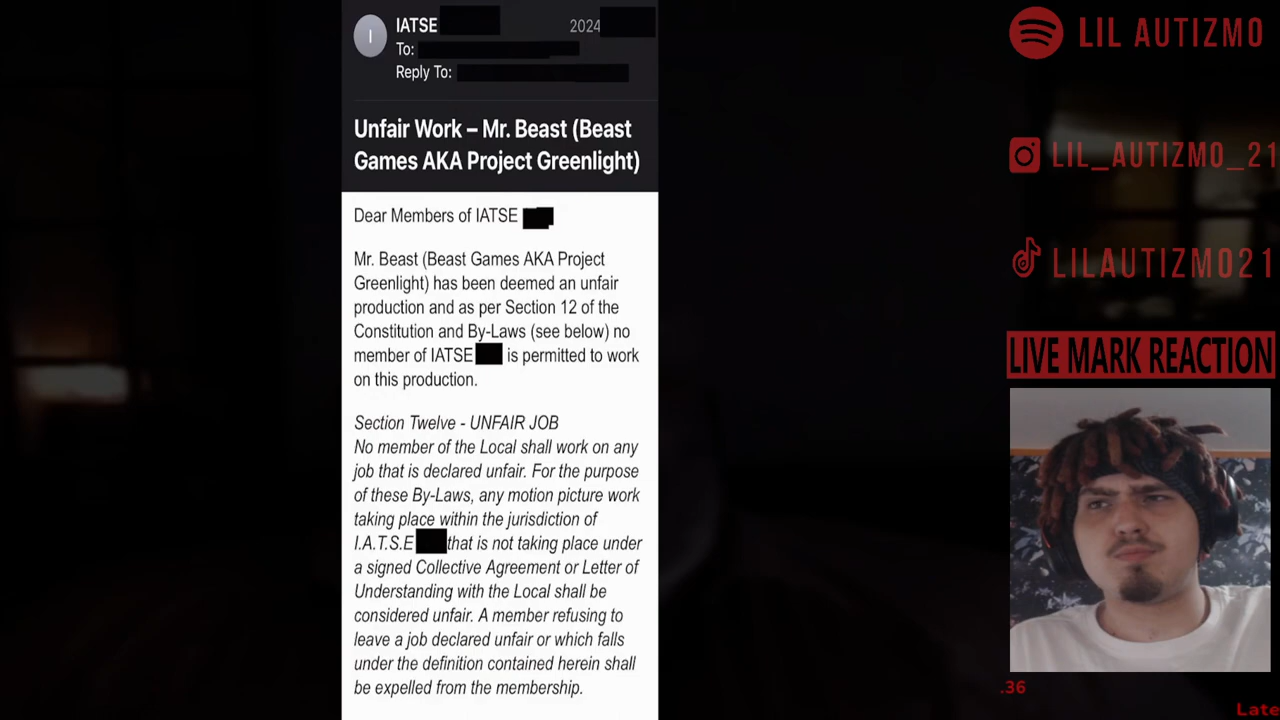 I
IATSE
2024
To:
Reply To:
Unfair Work – Mr. Beast (Beast
Games AKA Project Greenlight)
Dear Members of IATSE
Mr. Beast (Beast Games AKA Project
Greenlight) has been deemed an unfair
production and as per Section 12 of the
Constitution and By-Laws (see below) no
member of IATSE is permitted to work
on this production.
Section Twelve - UNFAIR JOB
No member of the Local shall work on any
job that is declared unfair. For the purpose
of these By-Laws, any motion picture work
taking place within the jurisdiction of
I.A.T.S.E that is not taking place under
a signed Collective Agreement or Letter of
Understanding with the Local shall be
considered unfair. A member refusing to
leave a job declared unfair or which falls
under the definition contained herein shall
be expelled from the membership.
LIL AUTIZMO
LIL_AUTIZMO_21
LILAUTIZMO21
LIVE MARK REACTION
.36
Late